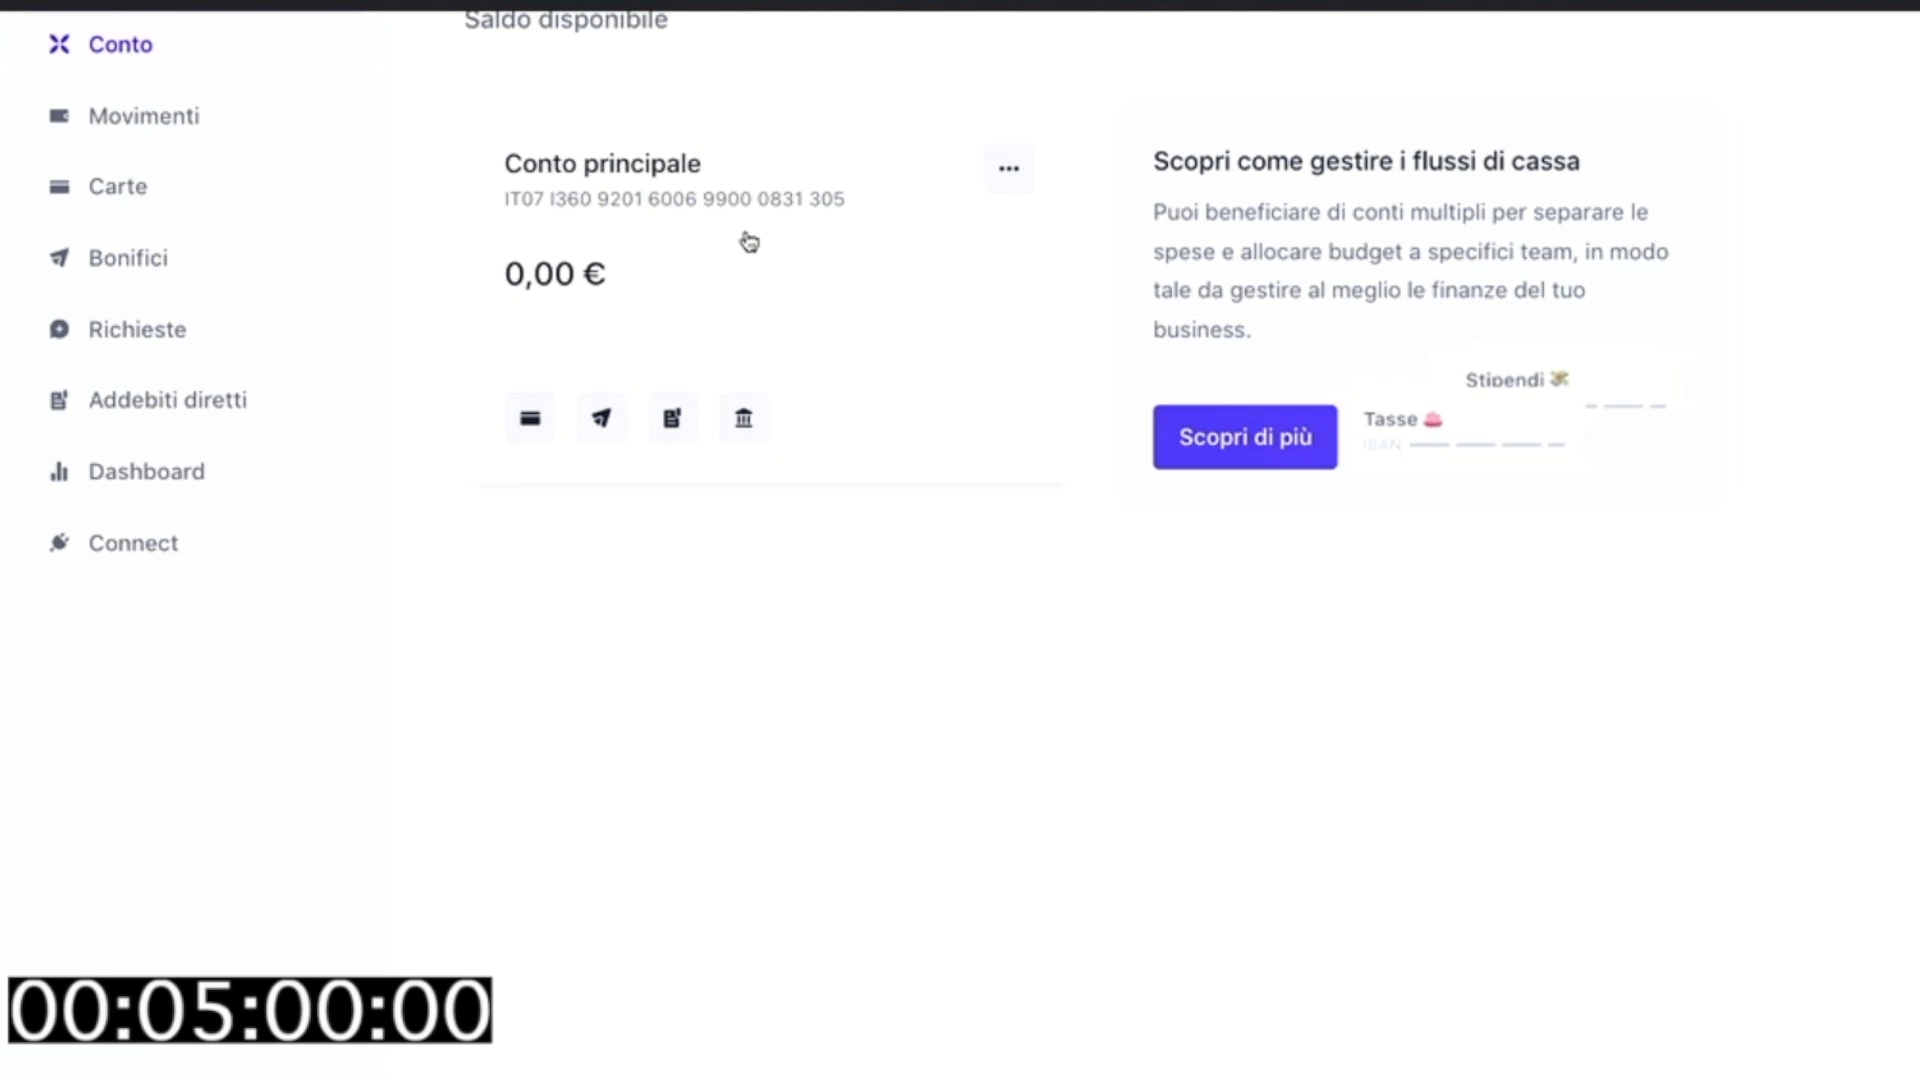 Saldo disponibile
Conto
Movimenti
Carte
Bonifici
Richieste
Addebiti diretti
Dashboard
Connect
Conto principale
IT07 I360 9201 6006 9900 0831 305
0,00 €
Scopri come gestire i flussi di cassa
Puoi beneficiare di conti multipli per separare le
spese e allocare budget a specifici team, in modo
tale da gestire al meglio le finanze del tuo
business.
Stipendi 💸
Tasse 👛
IBAN
Scopri di più
00:05:00:00